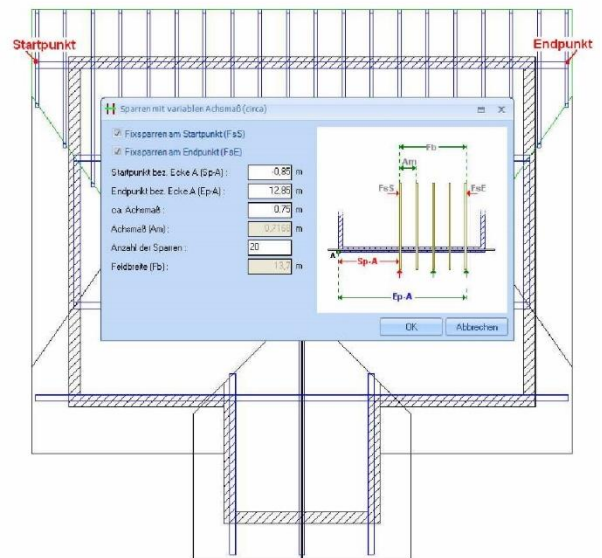 Startpunkt
Endpunkt
Sparren mit variablen Achsmaß (circa)
Fixsparren am Startpunkt (FsS)
Fixsparren am Endpunkt (FsE)
Startpunkt bez. Ecke A (Sp-A) : -0,85 m
Endpunkt bez. Ecke A (Ep-A) : 12,85 m
ca. Achsmaß : 0,75 m
Achsmaß (Am) : m
Anzahl der Sparren : 20
Feldbreite (Fb) : 13,7 m
Fb
Am
FsS
FsE
A
Sp-A
Ep-A
OK
Abbrechen